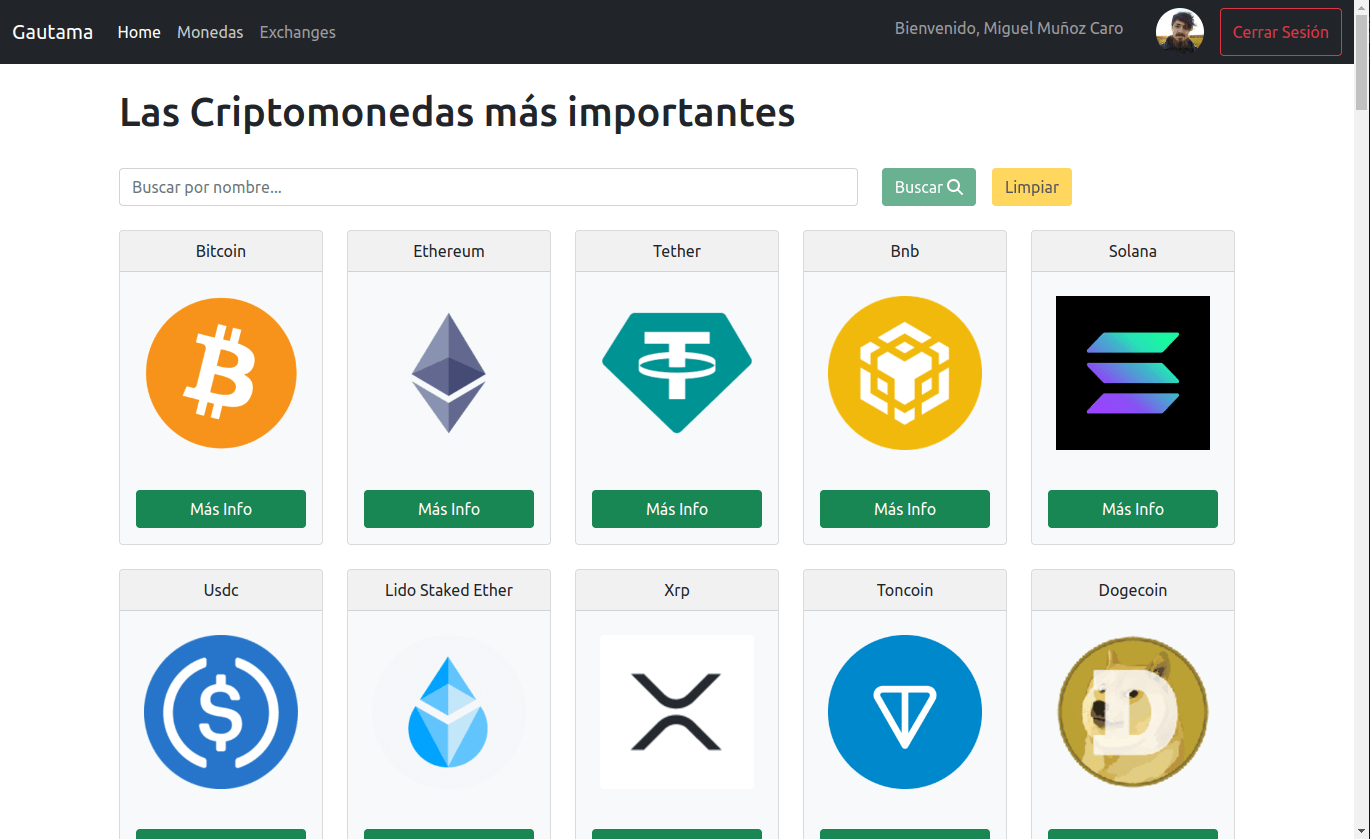 Gautama Home Monedas Exchanges Bienvenido, Miguel Muñoz Caro Cerrar Sesión
Las Criptomonedas más importantes
Buscar por nombre... Buscar Limpiar
Bitcoin Ethereum Tether Bnb Solana
Más Info Más Info Más Info Más Info Más Info
Usdc Lido Staked Ether Xrp Toncoin Dogecoin